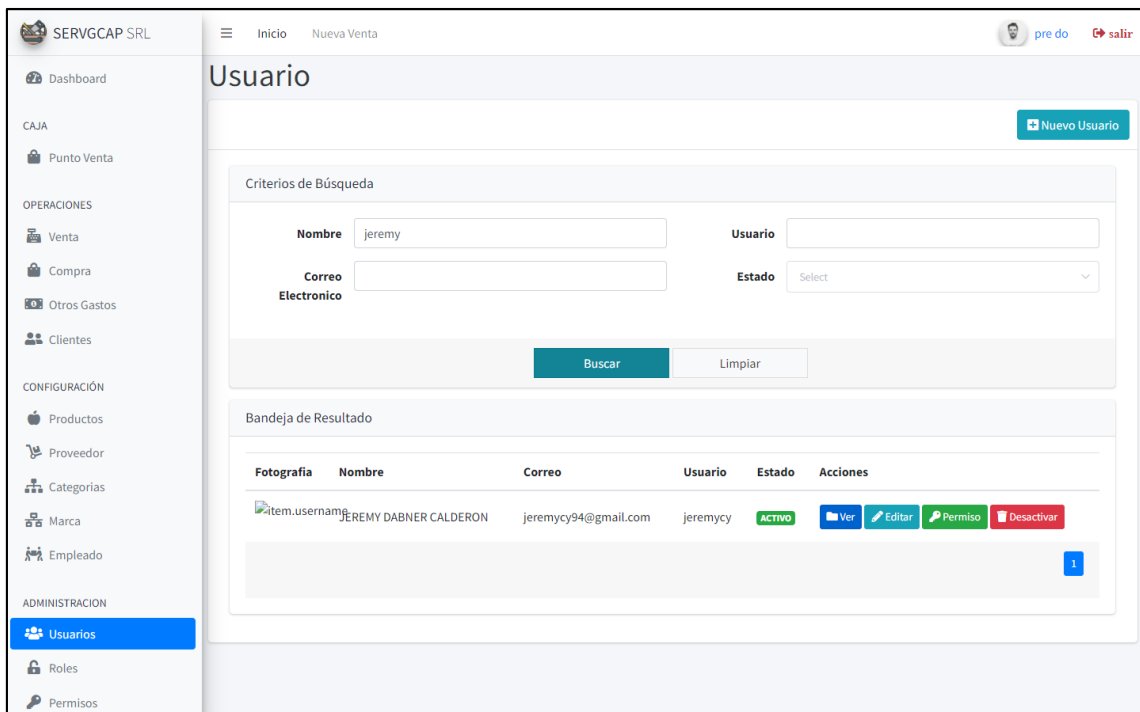 SERVGCAP SRL
Inicio Nueva Venta
pre do salir
Dashboard
CAJA
Punto Venta
OPERACIONES
Venta
Compra
Otros Gastos
Clientes
CONFIGURACIÓN
Productos
Proveedor
Categorias
Marca
Empleado
ADMINISTRACION
Usuarios
Roles
Permisos
Usuario
Nuevo Usuario
Criterios de Búsqueda
Nombre jeremy Usuario
Correo Electronico Estado Select
Buscar Limpiar
Bandeja de Resultado
Fotografia Nombre Correo Usuario Estado Acciones
item.username JEREMY DABNER CALDERON jeremycy94@gmail.com jeremycy ACTIVO Ver Editar Permiso Desactivar
1